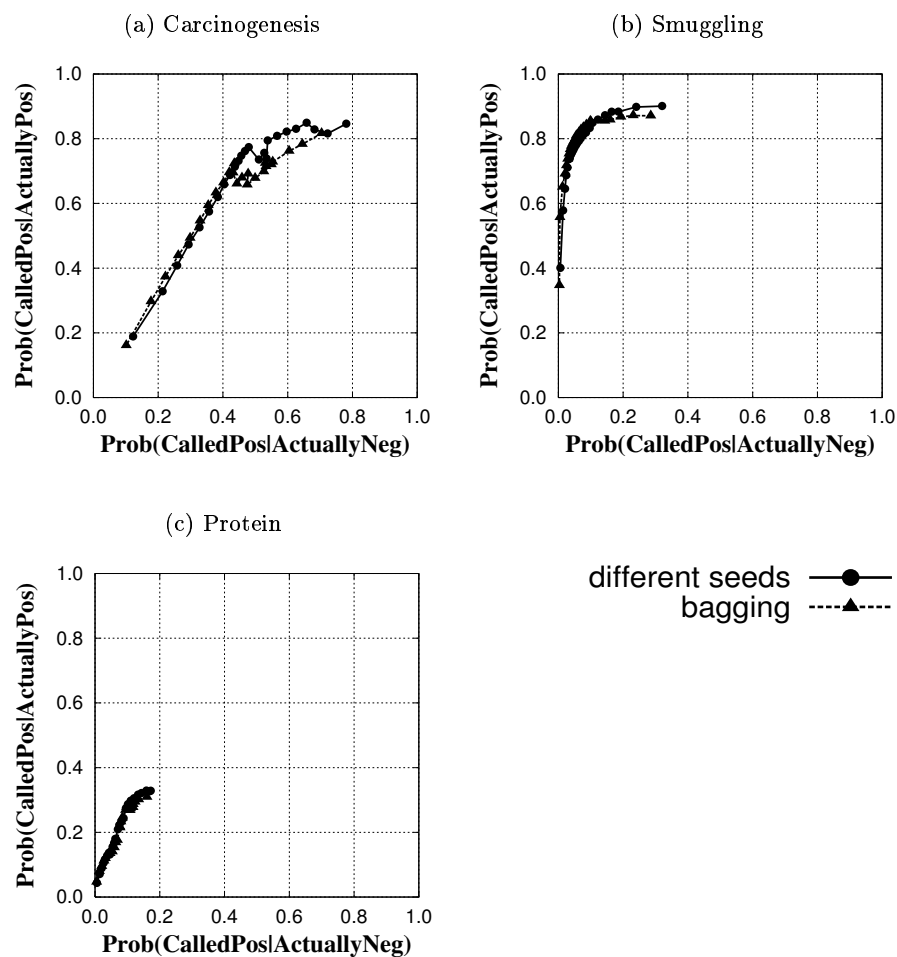 (a) Carcinogenesis
(b) Smuggling
Prob(CalledPos|ActuallyPos)
1.0
0.8
0.6
0.4
0.2
0.0
0.0 0.2 0.4 0.6 0.8 1.0
Prob(CalledPos|ActuallyNeg)
Prob(CalledPos|ActuallyPos)
1.0
0.8
0.6
0.4
0.2
0.0
0.0 0.2 0.4 0.6 0.8 1.0
Prob(CalledPos|ActuallyNeg)
(c) Protein
Prob(CalledPos|ActuallyPos)
1.0
0.8
0.6
0.4
0.2
0.0
0.0 0.2 0.4 0.6 0.8 1.0
Prob(CalledPos|ActuallyNeg)
different seeds
bagging